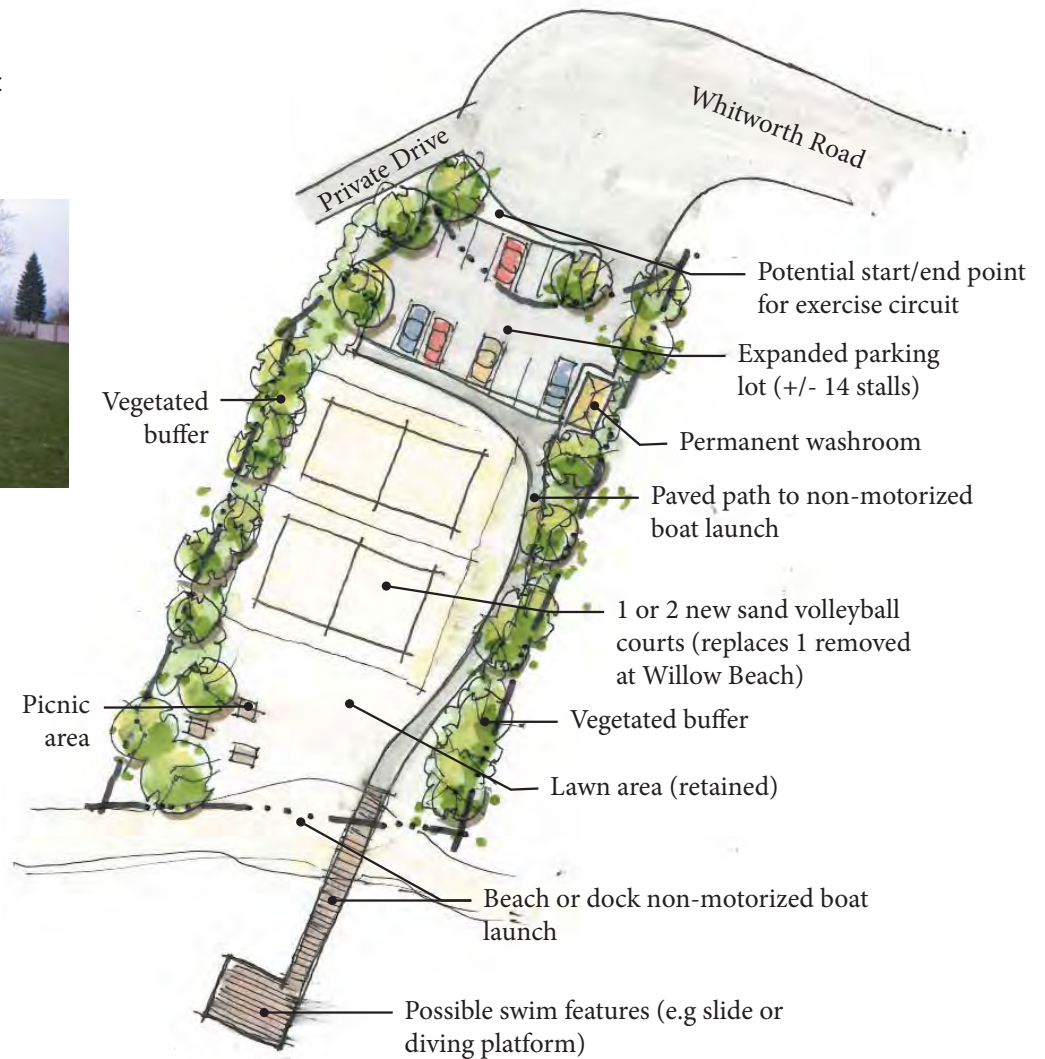 Whitworth Road
Private Drive
Potential start/end point
for exercise circuit
Expanded parking
lot (+/- 14 stalls)
Vegetated
buffer
Permanent washroom
Paved path to non-motorized
boat launch
1 or 2 new sand volleyball
courts (replaces 1 removed
at Willow Beach)
Picnic
area
Vegetated buffer
Lawn area (retained)
Beach or dock non-motorized boat
launch
Possible swim features (e.g slide or
diving platform)